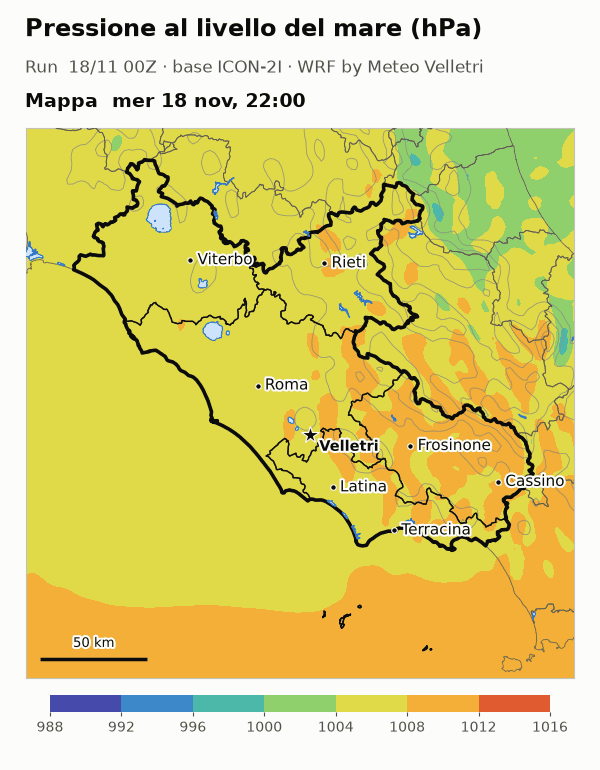 Pressione al livello del mare (hPa)
Run  18/11 00Z · base ICON-2I · WRF by Meteo Velletri
Mappa  mer 18 nov, 22:00
Viterbo
Rieti
Roma
Velletri
Frosinone
Cassino
Latina
Terracina
50 km
988 992 996 1000 1004 1008 1012 1016